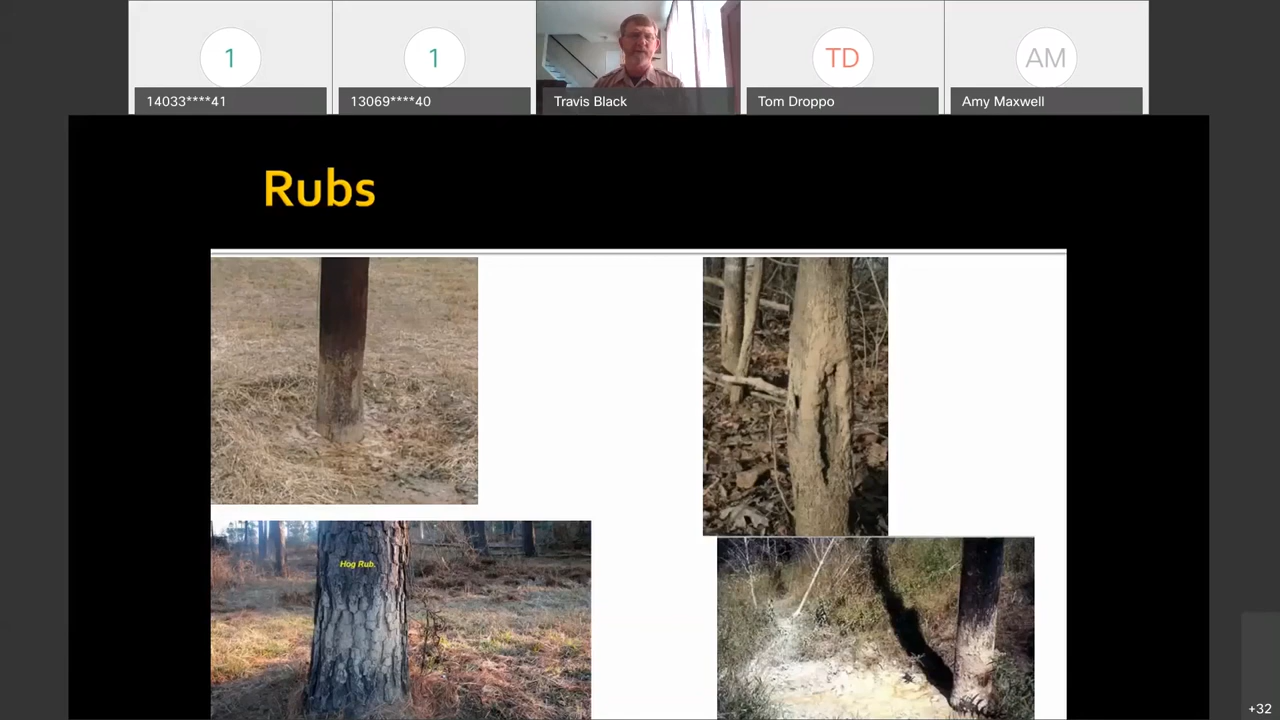 1
1
TD
AM
14033****41
13069****40
Travis Black
Tom Droppo
Amy Maxwell
Rubs
Hog Rub.
+32